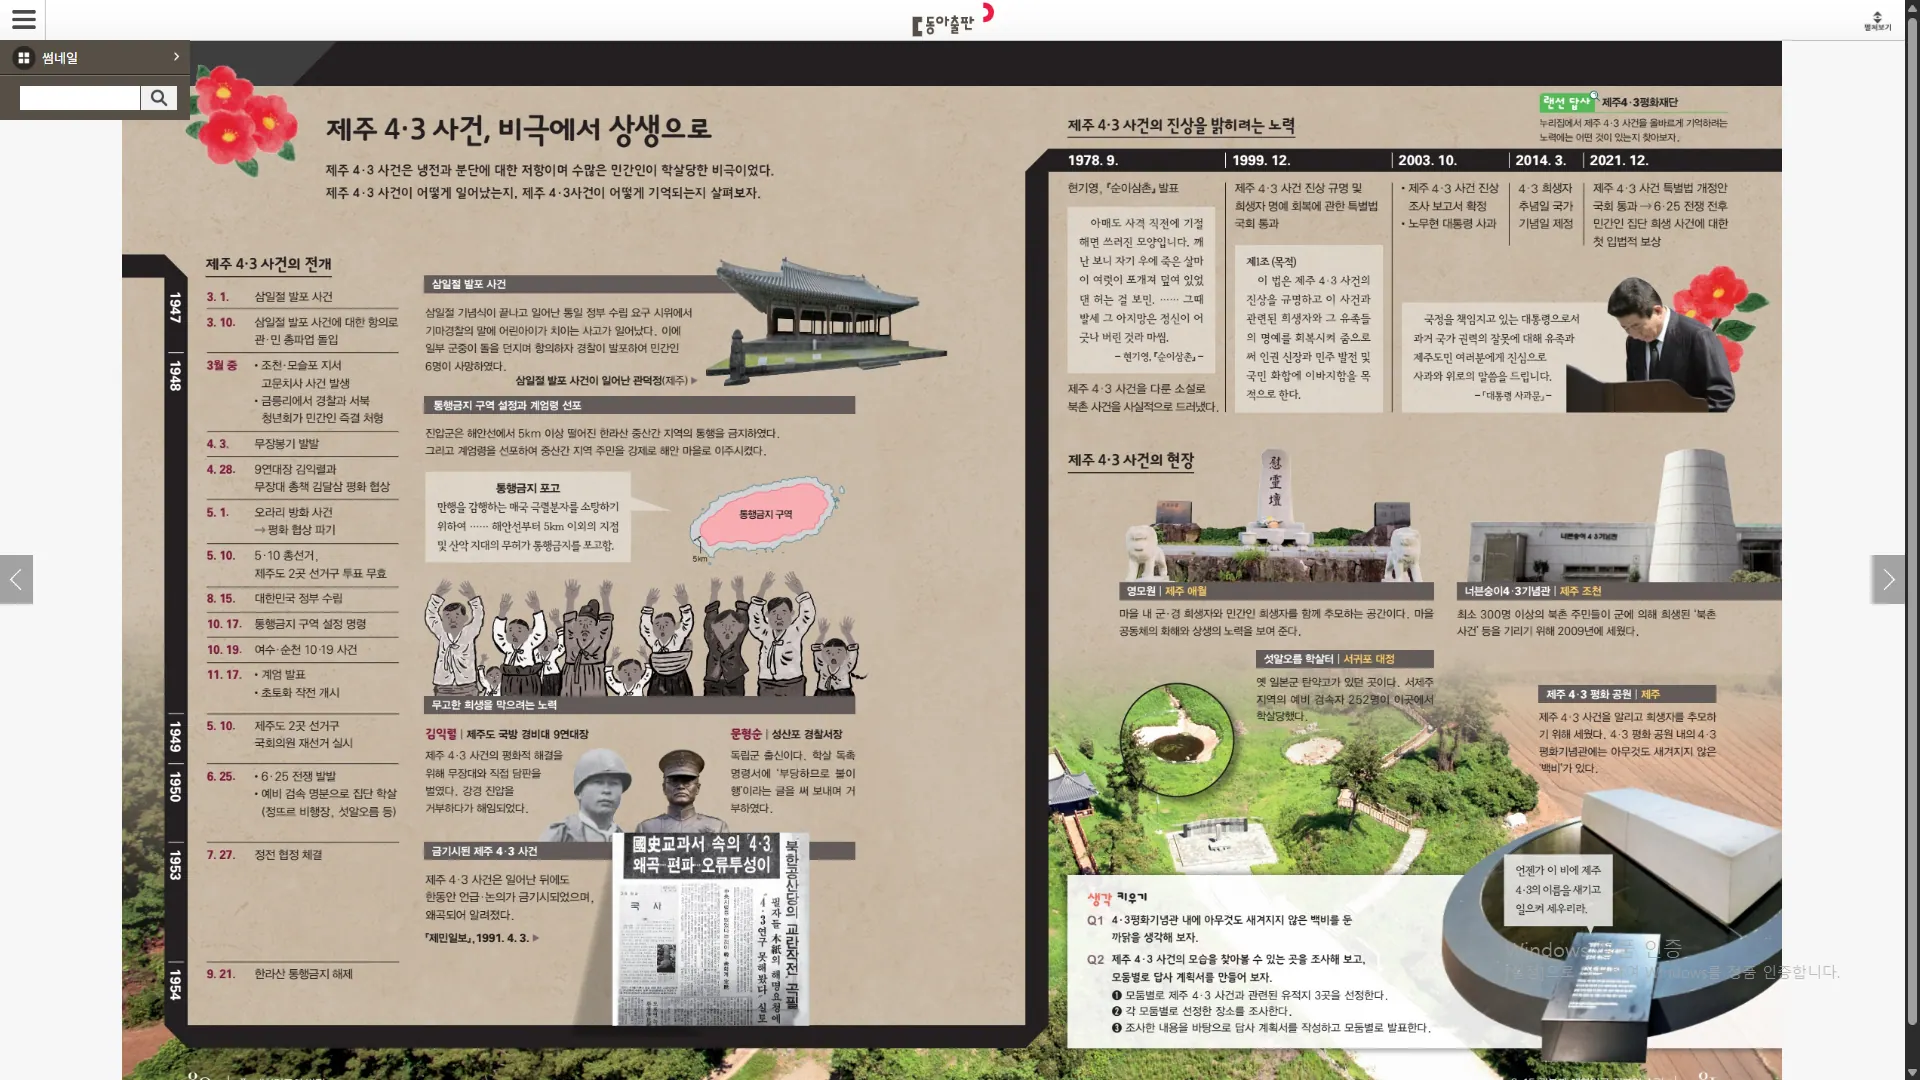 동아출판
펼쳐보기
썸네일
제주 4·3 사건, 비극에서 상생으로
제주 4·3 사건은 냉전과 분단에 대한 저항이며 수많은 민간인이 학살당한 비극이었다.
제주 4·3 사건이 어떻게 일어났는지, 제주 4·3사건이 어떻게 기억되는지 살펴보자.
제주 4·3 사건의 전개
1947
3. 1. 삼일절 발포 사건
3. 10. 삼일절 발포 사건에 대한 항의로
관·민 총파업 돌입
1948
3월 중 • 조천·모슬포 지서
고문치사 사건 발생
• 금릉리에서 경찰과 서북
청년회가 민간인 즉결 처형
4. 3. 무장봉기 발발
4. 28. 9연대장 김익렬과
무장대 총책 김달삼 평화 협상
5. 1. 오라리 방화 사건
→ 평화 협상 파기
5. 10. 5·10 총선거,
제주도 2곳 선거구 투표 무효
8. 15. 대한민국 정부 수립
10. 17. 통행금지 구역 설정 명령
10. 19. 여수·순천 10·19 사건
11. 17. • 계엄 발표
• 초토화 작전 개시
1949
5. 10. 제주도 2곳 선거구
국회의원 재선거 실시
1950
6. 25. • 6·25 전쟁 발발
• 예비 검속 명분으로 집단 학살
(정뜨르 비행장, 섯알오름 등)
1953
7. 27. 정전 협정 체결
1954
9. 21. 한라산 통행금지 해제
삼일절 발포 사건
삼일절 기념식이 끝나고 일어난 통일 정부 수립 요구 시위에서
기마경찰의 말에 어린아이가 치이는 사고가 일어났다. 이에
일부 군중이 돌을 던지며 항의하자 경찰이 발포하여 민간인
6명이 사망하였다.
삼일절 발포 사건이 일어난 관덕정(제주) ▶
통행금지 구역 설정과 계엄령 선포
진압군은 해안선에서 5km 이상 떨어진 한라산 중산간 지역의 통행을 금지하였다.
그리고 계엄령을 선포하여 중산간 지역 주민을 강제로 해안 마을로 이주시켰다.
통행금지 포고
만행을 감행하는 매국 극렬분자를 소탕하기
위하여 …… 해안선부터 5km 이외의 지점
및 산악 지대의 무허가 통행금지를 포고함.
통행금지 구역
5km
무고한 희생을 막으려는 노력
김익렬 | 제주도 국방 경비대 9연대장
제주 4·3 사건의 평화적 해결을
위해 무장대와 직접 담판을
벌였다. 강경 진압을
거부하다가 해임되었다.
문형순 | 성산포 경찰서장
독립군 출신이다. 학살 독촉
명령서에 ‘부당하므로 불이
행’이라는 글을 써 보내며 거
부하였다.
금기시된 제주 4·3 사건
제주 4·3 사건은 일어난 뒤에도
한동안 언급·논의가 금기시되었으며,
왜곡되어 알려졌다.
『제민일보』, 1991. 4. 3. ▶
國史교과서 속의 4·3
왜곡·편파·오류투성이
국 사
제주 4·3 사건의 진상을 밝히려는 노력
랜선 답사 제주4·3평화재단
누리집에서 제주 4·3 사건을 올바르게 기억하려는
노력에는 어떤 것이 있는지 찾아보자.
1978. 9.
현기영, 『순이삼촌』 발표
아매도 사격 직전에 기절
해면 쓰러진 모양입니다. 깨
난 보니 자기 우에 죽은 살마
이 여럿이 포개져 덮여 있었
댄 허는 걸 보민. …… 그때
발세 그 아지망은 정신이 어
긋나 버린 것라 마씸.
– 현기영, 『순이삼촌』 –
제주 4·3 사건을 다룬 소설로
북촌 사건을 사실적으로 드러냈다.
1999. 12.
제주 4·3 사건 진상 규명 및
희생자 명예 회복에 관한 특별법
국회 통과
제1조 (목적)
이 법은 제주 4·3 사건의
진상을 규명하고 이 사건과
관련된 희생자와 그 유족들
의 명예를 회복시켜 줌으로
써 인권 신장과 민주 발전 및
국민 화합에 이바지함을 목
적으로 한다.
2003. 10.
• 제주 4·3 사건 진상
조사 보고서 확정
• 노무현 대통령 사과
2014. 3.
4·3 희생자
추념일 국가
기념일 제정
2021. 12.
제주 4·3 사건 특별법 개정안
국회 통과 → 6·25 전쟁 전후
민간인 집단 희생 사건에 대한
첫 입법적 보상
국정을 책임지고 있는 대통령으로서
과거 국가 권력의 잘못에 대해 유족과
제주도민 여러분에게 진심으로
사과와 위로의 말씀을 드립니다.
– 「대통령 사과문」 –
제주 4·3 사건의 현장
慰靈壇
영모원 | 제주 애월
마을 내 군·경 희생자와 민간인 희생자를 함께 추모하는 공간이다. 마을
공동체의 화해와 상생의 노력을 보여 준다.
너븐숭이4·3기념관
너븐숭이4·3기념관 | 제주 조천
최소 300명 이상의 북촌 주민들이 군에 의해 희생된 ‘북촌
사건’ 등을 기리기 위해 2009년에 세웠다.
섯알오름 학살터 | 서귀포 대정
옛 일본군 탄약고가 있던 곳이다. 서제주
지역의 예비 검속자 252명이 이곳에서
학살당했다.
제주 4·3 평화 공원 | 제주
제주 4·3 사건을 알리고 희생자를 추모하
기 위해 세웠다. 4·3 평화 공원 내의 4·3
평화기념관에는 아무것도 새겨지지 않은
‘백비’가 있다.
언젠가 이 비에 제주
4·3의 이름을 새기고
일으켜 세우리라.
생각 키우기
Q1 4·3평화기념관 내에 아무것도 새겨지지 않은 백비를 둔
까닭을 생각해 보자.
Q2 제주 4·3 사건의 모습을 찾아볼 수 있는 곳을 조사해 보고,
모둠별로 답사 계획서를 만들어 보자.
❶ 모둠별로 제주 4·3 사건과 관련된 유적지 3곳을 선정한다.
❷ 각 모둠별로 선정한 장소를 조사한다.
❸ 조사한 내용을 바탕으로 답사 계획서를 작성하고 모둠별로 발표한다.
Windows 인증
Windows를 정품 인증합니다.